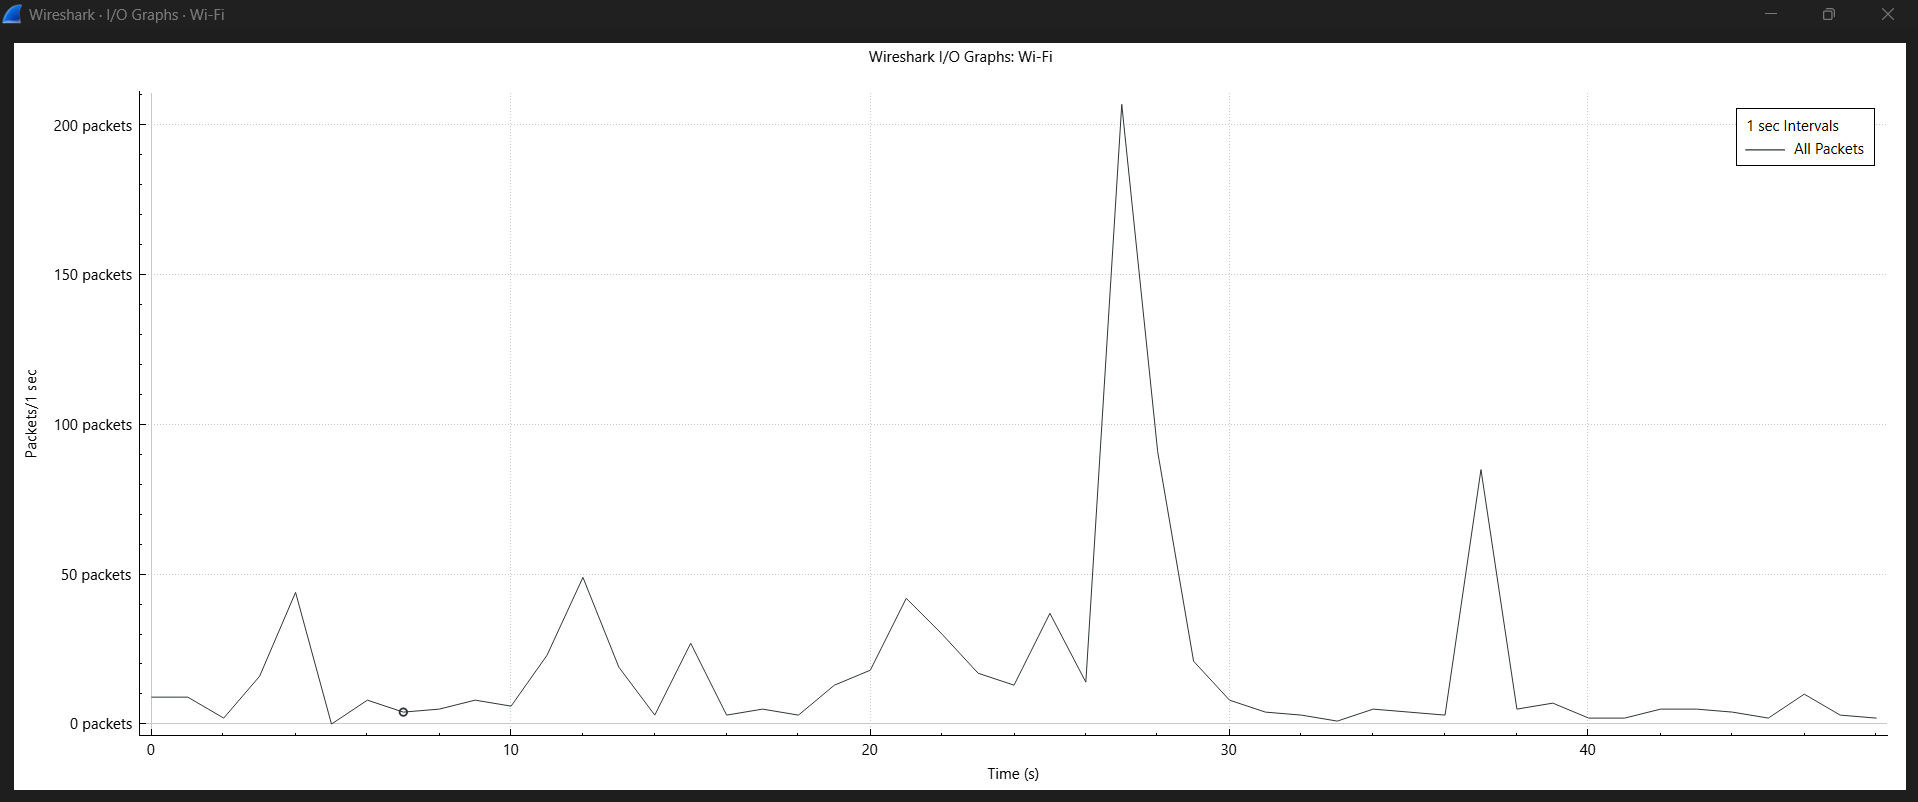 Wireshark · I/O Graphs · Wi-Fi
Wireshark I/O Graphs: Wi-Fi
1 sec Intervals
All Packets
200 packets
150 packets
100 packets
50 packets
0 packets
Packets/1 sec
0 10 20 30 40
Time (s)